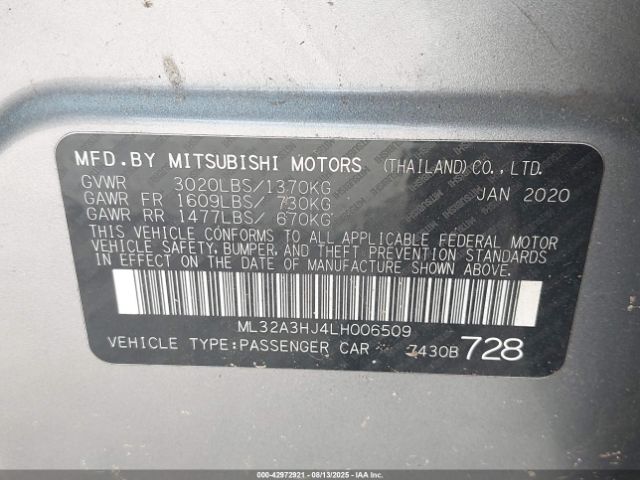 MFD.BY MITSUBISHI MOTORS (THAILAND) CO., LTD.
GVWR 3020LBS/1370KG JAN 2020
GAWR FR 1609LBS/ 730KG
GAWR RR 1477LBS/ 670KG
THIS VEHICLE CONFORMS TO ALL APPLICABLE FEDERAL MOTOR
VEHICLE SAFETY, BUMPER, AND THEFT PREVENTION STANDARDS
IN EFFECT ON THE DATE OF MANUFACTURE SHOWN ABOVE.
ML32A3HJ4LH006509
VEHICLE TYPE:PASSENGER CAR 7430B 728
000-42972921 - 08/13/2025 - Copyright © IAA, Inc